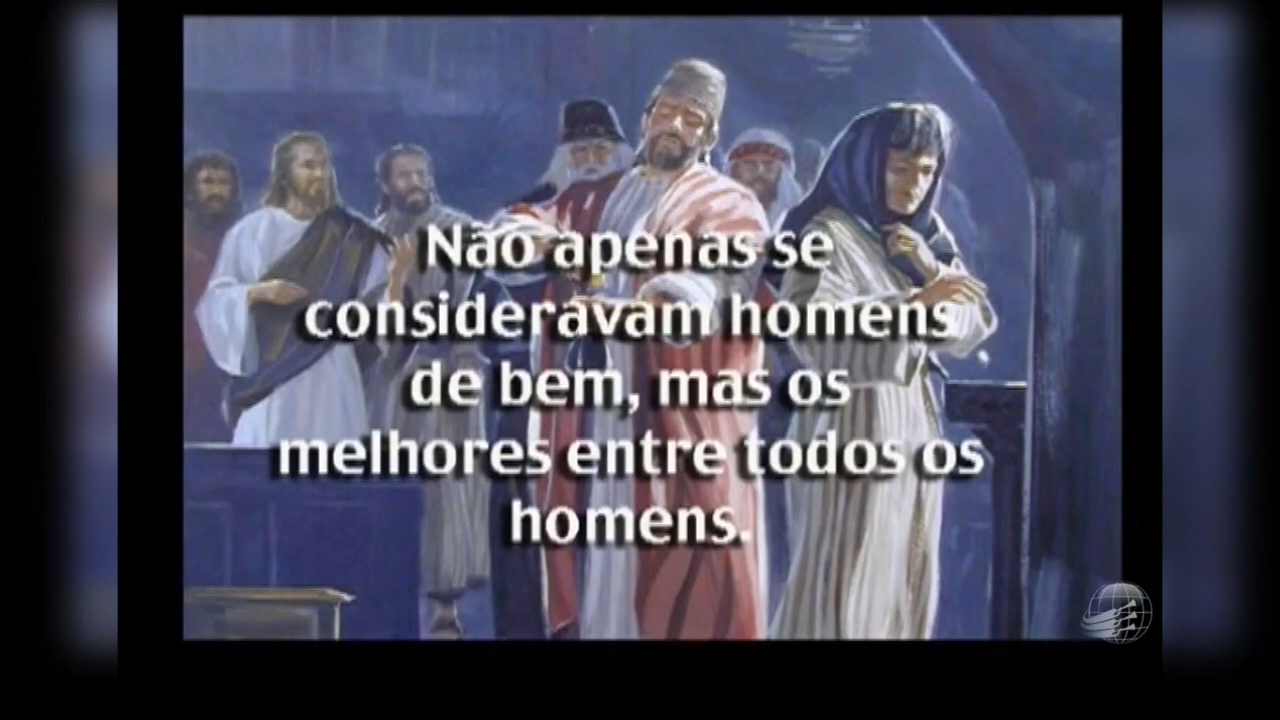 Não apenas se
consideravam homens
de bem, mas os
melhores entre todos os
homens.